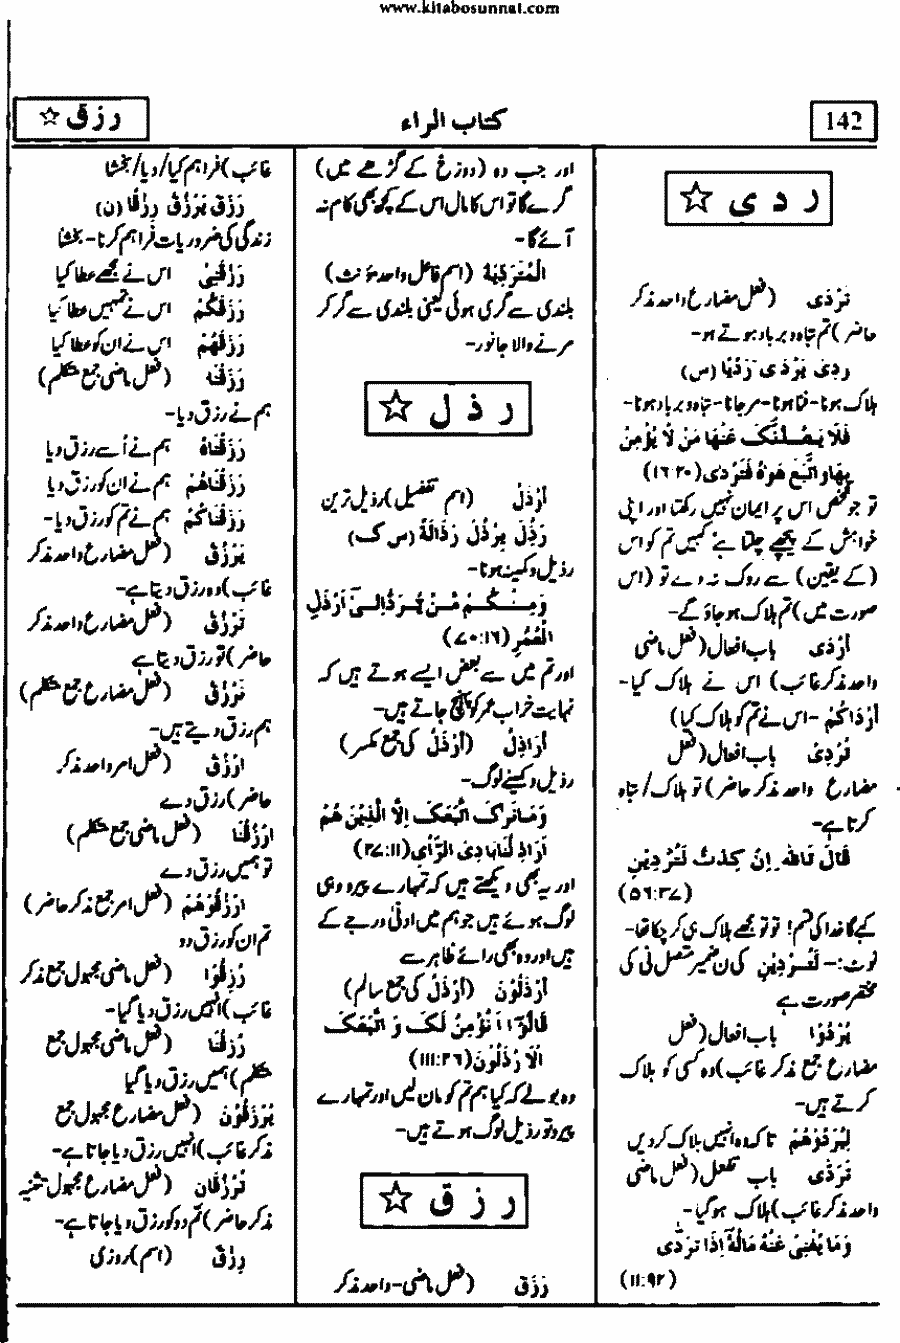 www.kitabosunnat.com
142
کتاب الراء
رزق ☆
ر د ی ☆
تَرْدٰی (فعل مضارع واحد مذکر
حاضر) تم تباہ و برباد ہوتے ہو-
رَدِیَ یَرْدٰی رَدْیًا (س)
ہلاک ہونا-فنا ہونا-مر جانا-تباہ و برباد ہونا-
فَلَا یَصُدَّنَّکَ عَنْهَا مَنْ لَا یُؤْمِنُ
بِهَا وَاتَّبَعَ هَوٰهُ فَتَرْدٰی (۱۶:۲۰)
تو جو شخص اس پر ایمان نہیں رکھتا اور اپنی
خواہش کے پیچھے چلتا ہے کہیں تم کو اس
(کے یقین) سے روک نہ دے تو (اس
صورت میں) تم ہلاک ہو جاؤ گے-
اَرْدٰی باب افعال (فعل ماضی
واحد مذکر غائب) اس نے ہلاک کیا-
اَرْدَاکُمْ -اس نے تم کو ہلاک کیا)
تُرْدِیْ باب افعال (فعل
مضارع واحد مذکر حاضر) تو ہلاک/تباہ
کرتا ہے-
قَالَ تَاللّٰهِ اِنْ کِدْتَّ لَتُرْدِیْنِ
(۵۶:۳۷)
کہے گا خدا کی قسم! تو تو مجھے ہلاک ہی کر چکا تھا-
نوٹ:- لَتُرْدِیْنِ کی ن ضمیر متصل نی کی
مختصر صورت ہے
یُرْدُوْا باب افعال (فعل
مضارع جمع مذکر غائب) وہ کسی کو ہلاک
کرتے ہیں-
لِیُرْدُوْهُمْ تاکہ وہ انہیں ہلاک کر دیں
تَرَدّٰی باب تفعل (فعل ماضی
واحد مذکر غائب) ہلاک ہو گیا-
وَمَا یُغْنِیْ عَنْهُ مَالُهٗٓ اِذَا تَرَدّٰی
(۱۱:۹۲)
اور جب وہ (دوزخ کے گڑھے میں)
گرے گا تو اس کا مال اس کے کچھ بھی کام نہ
آئے گا-
اَلْمُتَرَدِّیَةُ (اسم فاعل واحد مؤنث)
بلندی سے گری ہوئی یعنی بلندی سے گر کر
مرنے والا جانور-
ر ذ ل ☆
اَرْذَلُ (اسم تفضیل) رذیل ترین
رَذُلَ یَرْذُلُ رَذَالَةً (س ک)
رذیل و کمینہ ہونا-
وَمِنْکُمْ مَّنْ یُّرَدُّ اِلٰٓی اَرْذَلِ
الْعُمُرِ (۷۰:۱۶)
اور تم میں سے بعض ایسے ہوتے ہیں کہ
نہایت خراب عمر کو پہنچ جاتے ہیں-
اَرَاذِلُ (اَرْذَلُ کی جمع مکسر)
رذیل و کمینے لوگ-
وَمَا نَرٰکَ اتَّبَعَکَ اِلَّا الَّذِیْنَ هُمْ
اَرَاذِلُنَا بَادِیَ الرَّاْیِ (۲۷:۱۱)
اور یہ بھی دیکھتے ہیں کہ تمہارے پیرو وہی
لوگ ہوئے ہیں جو ہم میں ادنیٰ درجے کے
ہیں اور وہ بھی رائے ظاہر سے
اَرْذَلُوْنَ (اَرْذَلُ کی جمع سالم)
قَالُوْٓا اَنُؤْمِنُ لَکَ وَ اتَّبَعَکَ
الْاَرْذَلُوْنَ (۱۱۱:۲۶)
وہ بولے کہ کیا ہم تم کو مان لیں اور تمہارے
پیرو تو رذیل لوگ ہوتے ہیں-
ر ز ق ☆
رَزَقَ (فعل ماضی-واحد مذکر
غائب) فراہم کیا/دیا/بخشا
رَزَقَ یَرْزُقُ رِزْقًا (ن)
زندگی کی ضروریات فراہم کرنا-بخشنا
رَزَقَنِیْ اس نے مجھے عطا کیا
رَزَقَکُمْ اس نے تمہیں عطا کیا
رَزَقَهُمْ اس نے ان کو عطا کیا
رَزَقْنَا (فعل ماضی جمع متکلم)
ہم نے رزق دیا-
رَزَقْنَاهُ ہم نے اُسے رزق دیا
رَزَقْنَاهُمْ ہم نے ان کو رزق دیا
رَزَقْنَاکُمْ ہم نے تم کو رزق دیا-
یَرْزُقُ (فعل مضارع واحد مذکر
غائب) وہ رزق دیتا ہے-
تَرْزُقُ (فعل مضارع واحد مذکر
حاضر) تو رزق دیتا ہے
نَرْزُقُ (فعل مضارع جمع متکلم)
ہم رزق دیتے ہیں-
اُرْزُقْ (فعل امر واحد مذکر
حاضر) رزق دے
اُرْزُقْنَا (فعل ماضی جمع متکلم)
تو ہمیں رزق دے
اُرْزُقُوْهُمْ (فعل امر جمع مذکر حاضر)
تم ان کو رزق دو
رُزِقُوْا (فعل ماضی مجہول جمع مذکر
غائب) انہیں رزق دیا گیا-
رُزِقْنَا (فعل ماضی مجہول جمع
متکلم) ہمیں رزق دیا گیا
یُرْزَقُوْنَ (فعل مضارع مجہول جمع
مذکر غائب) انہیں رزق دیا جاتا ہے-
تُرْزَقَانِ (فعل مضارع مجہول تثنیہ
مذکر حاضر) تم دو کو رزق دیا جاتا ہے-
رِزْقٌ (اسم) روزی